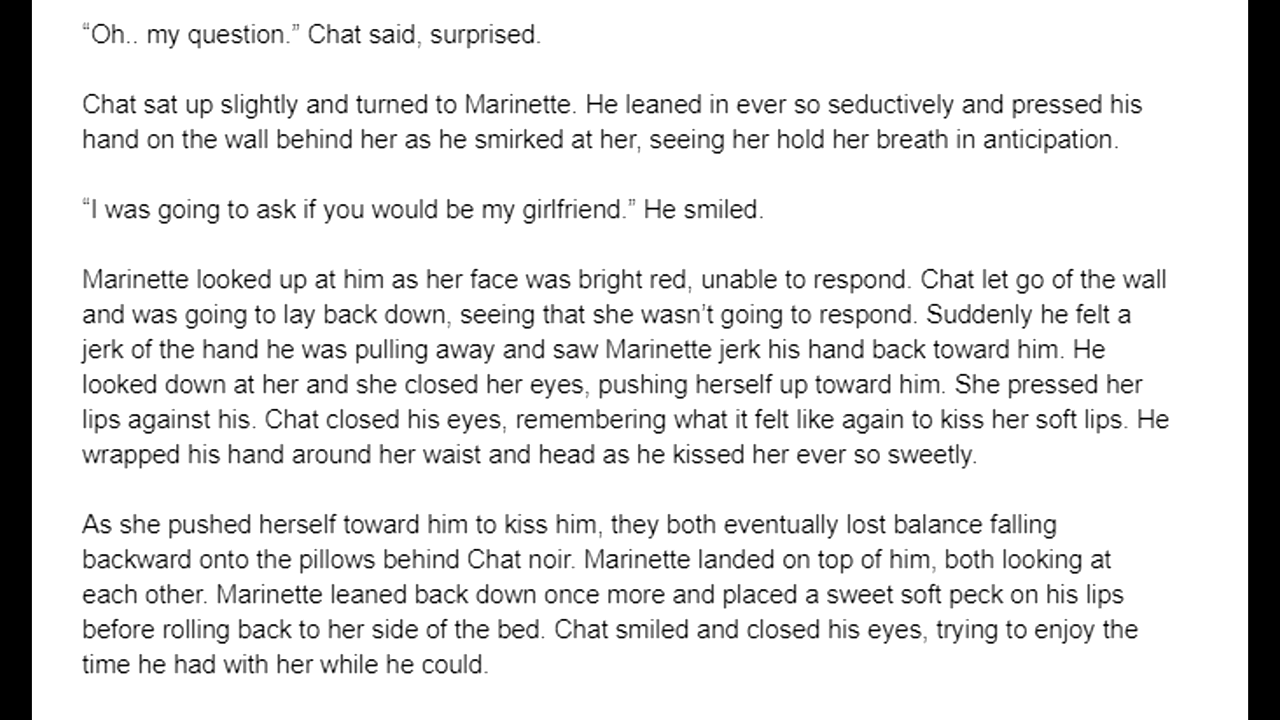 “Oh.. my question.” Chat said, surprised.
Chat sat up slightly and turned to Marinette. He leaned in ever so seductively and pressed his
hand on the wall behind her as he smirked at her, seeing her hold her breath in anticipation.
“I was going to ask if you would be my girlfriend.” He smiled.
Marinette looked up at him as her face was bright red, unable to respond. Chat let go of the wall
and was going to lay back down, seeing that she wasn’t going to respond. Suddenly he felt a
jerk of the hand he was pulling away and saw Marinette jerk his hand back toward him. He
looked down at her and she closed her eyes, pushing herself up toward him. She pressed her
lips against his. Chat closed his eyes, remembering what it felt like again to kiss her soft lips. He
wrapped his hand around her waist and head as he kissed her ever so sweetly.
As she pushed herself toward him to kiss him, they both eventually lost balance falling
backward onto the pillows behind Chat noir. Marinette landed on top of him, both looking at
each other. Marinette leaned back down once more and placed a sweet soft peck on his lips
before rolling back to her side of the bed. Chat smiled and closed his eyes, trying to enjoy the
time he had with her while he could.